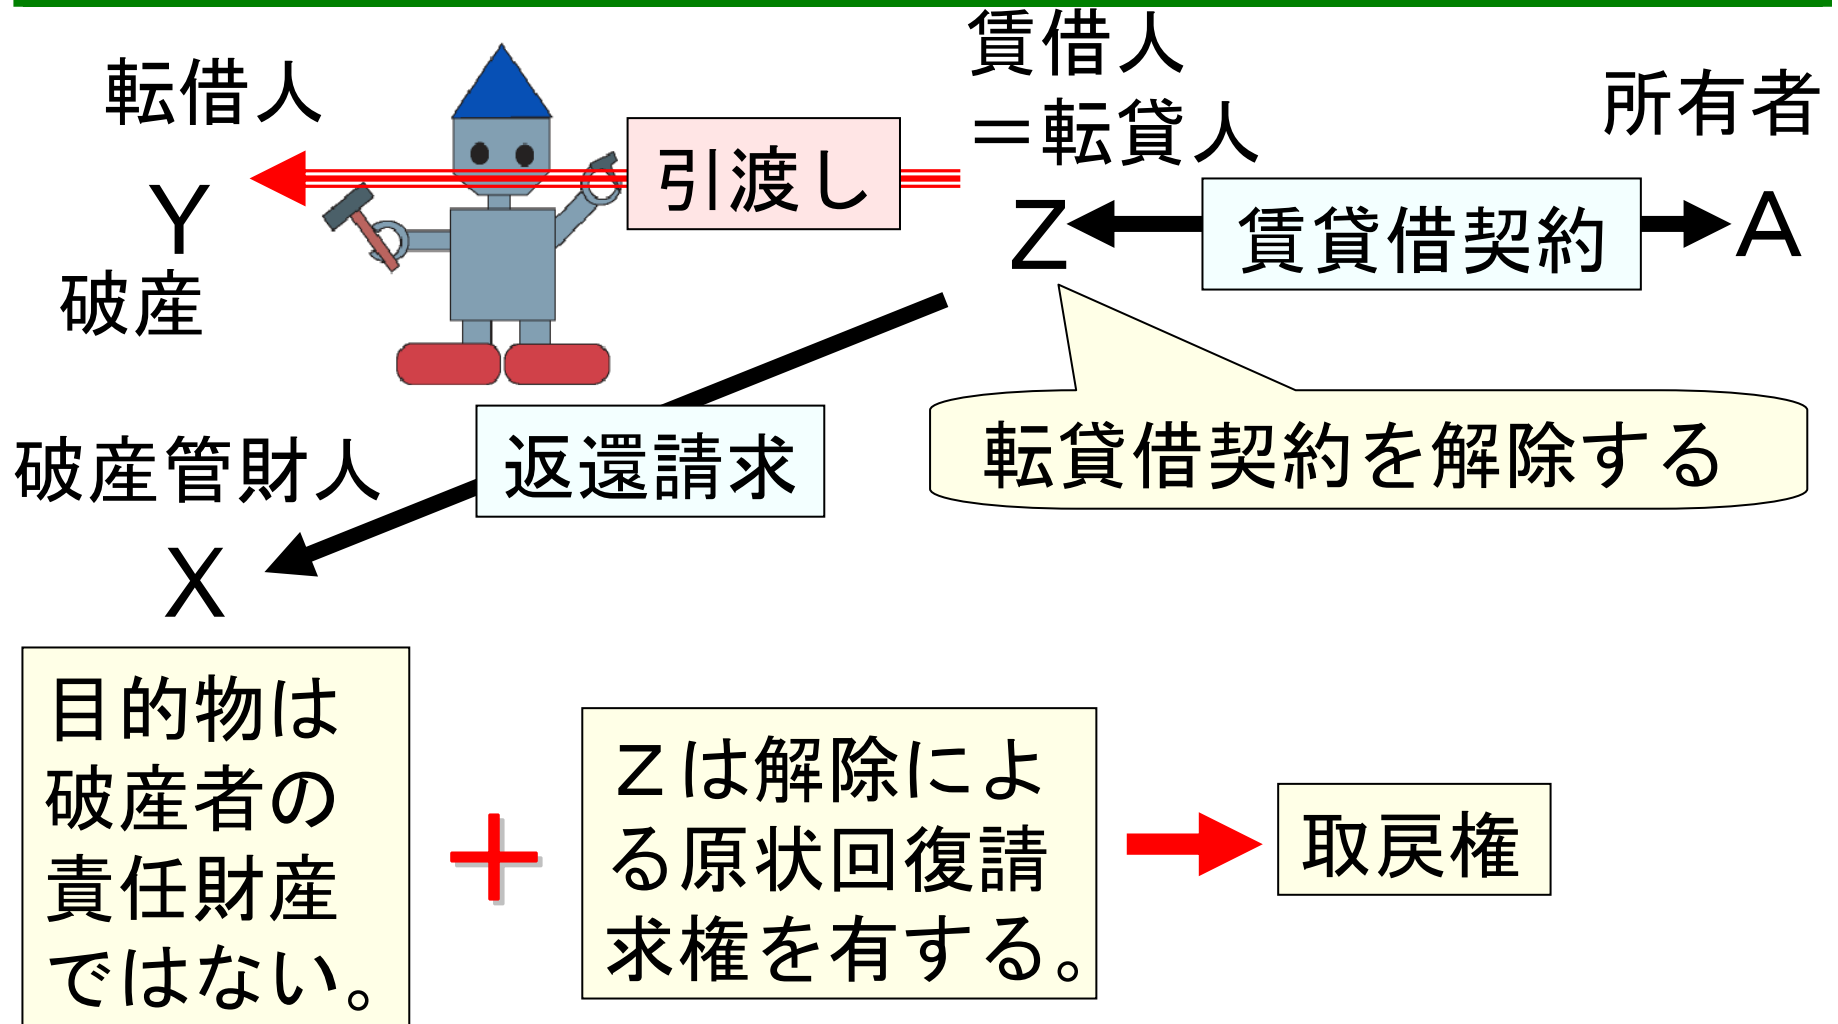 賃借人
＝転貸人
所有者
転借人
引渡し
Y
Z
賃貸借契約
A
破産
破産管財人
返還請求
転貸借契約を解除する
X
目的物は
破産者の
責任財産
ではない。
＋
Zは解除によ
る原状回復請
求権を有する。
取戻権